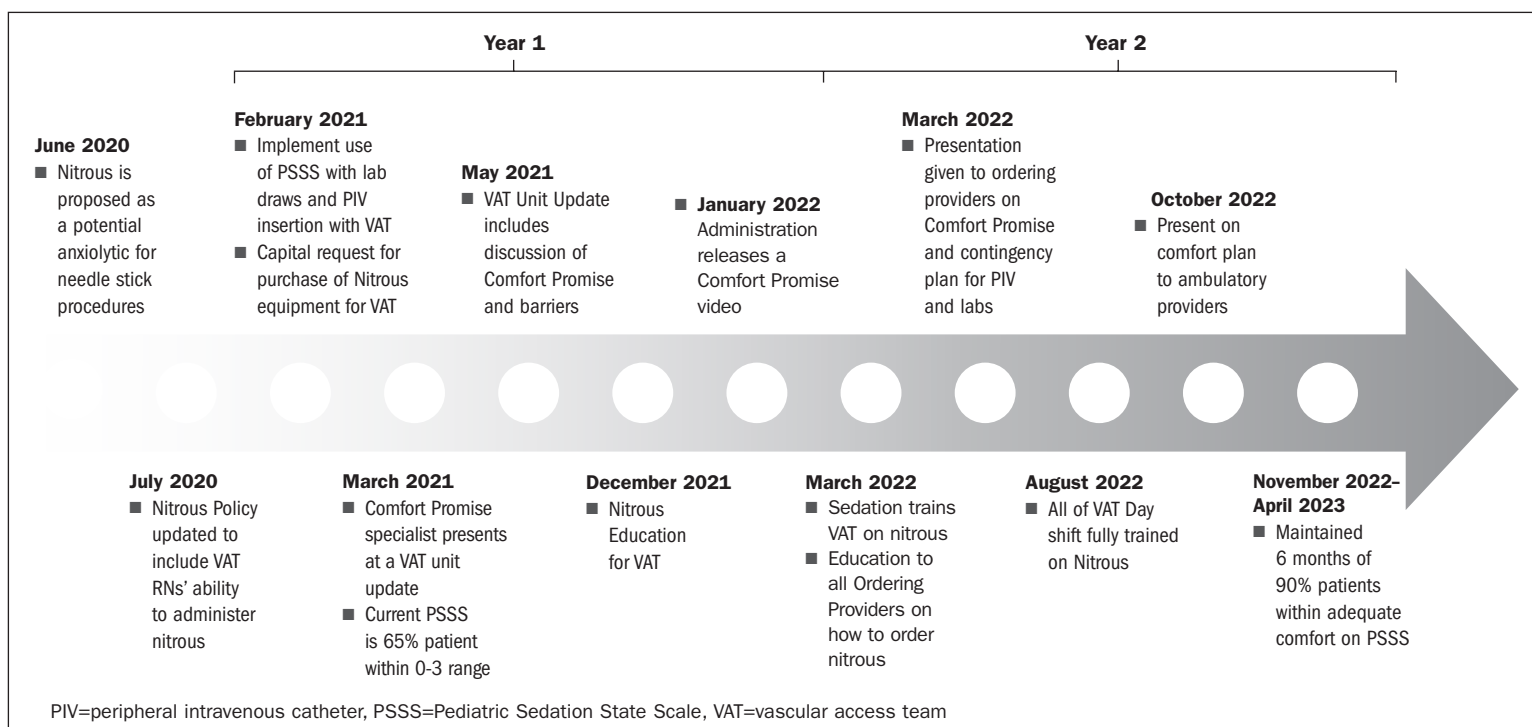 Year 1
Year 2
June 2020
■ Nitrous is
proposed as
a potential
anxiolytic for
needle stick
procedures
February 2021
■ Implement use
of PSSS with lab
draws and PIV
insertion with VAT
■ Capital request for
purchase of Nitrous
equipment for VAT
May 2021
■ VAT Unit Update
includes
discussion of
Comfort Promise
and barriers
■ January 2022
Administration
releases a
Comfort Promise
video
March 2022
■ Presentation
given to ordering
providers on
Comfort Promise
and contingency
plan for PIV
and labs
October 2022
■ Present on
comfort plan
to ambulatory
providers
July 2020
■ Nitrous Policy
updated to
include VAT
RNs’ ability
to administer
nitrous
March 2021
■ Comfort Promise
specialist presents
at a VAT unit
update
■ Current PSSS
is 65% patient
within 0-3 range
December 2021
■ Nitrous
Education
for VAT
March 2022
■ Sedation trains
VAT on nitrous
■ Education to
all Ordering
Providers on
how to order
nitrous
August 2022
■ All of VAT Day
shift fully trained
on Nitrous
November 2022–
April 2023
■ Maintained
6 months of
90% patients
within adequate
comfort on PSSS
PIV=peripheral intravenous catheter, PSSS=Pediatric Sedation State Scale, VAT=vascular access team